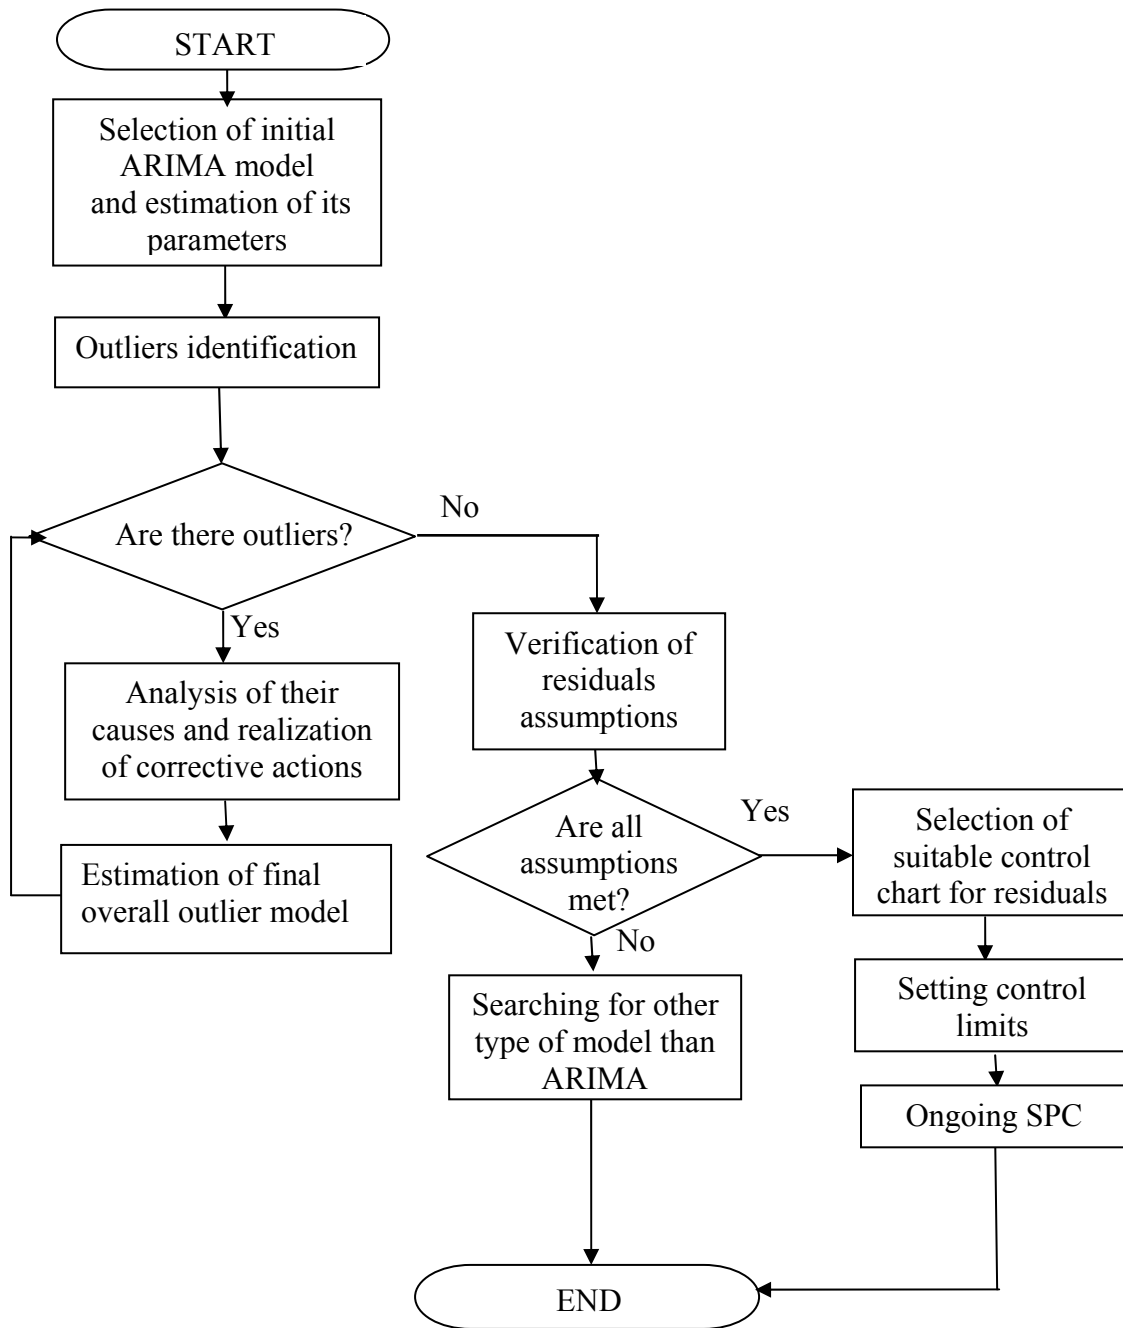 START
Selection of initial
ARIMA model
and estimation of its
parameters
Outliers identification
Are there outliers?
No
Yes
Analysis of their
causes and realization
of corrective actions
Estimation of final
overall outlier model
Verification of
residuals
assumptions
Are all
assumptions
met?
Yes
No
Selection of
suitable control
chart for residuals
Setting control
limits
Ongoing SPC
Searching for other
type of model than
ARIMA
END